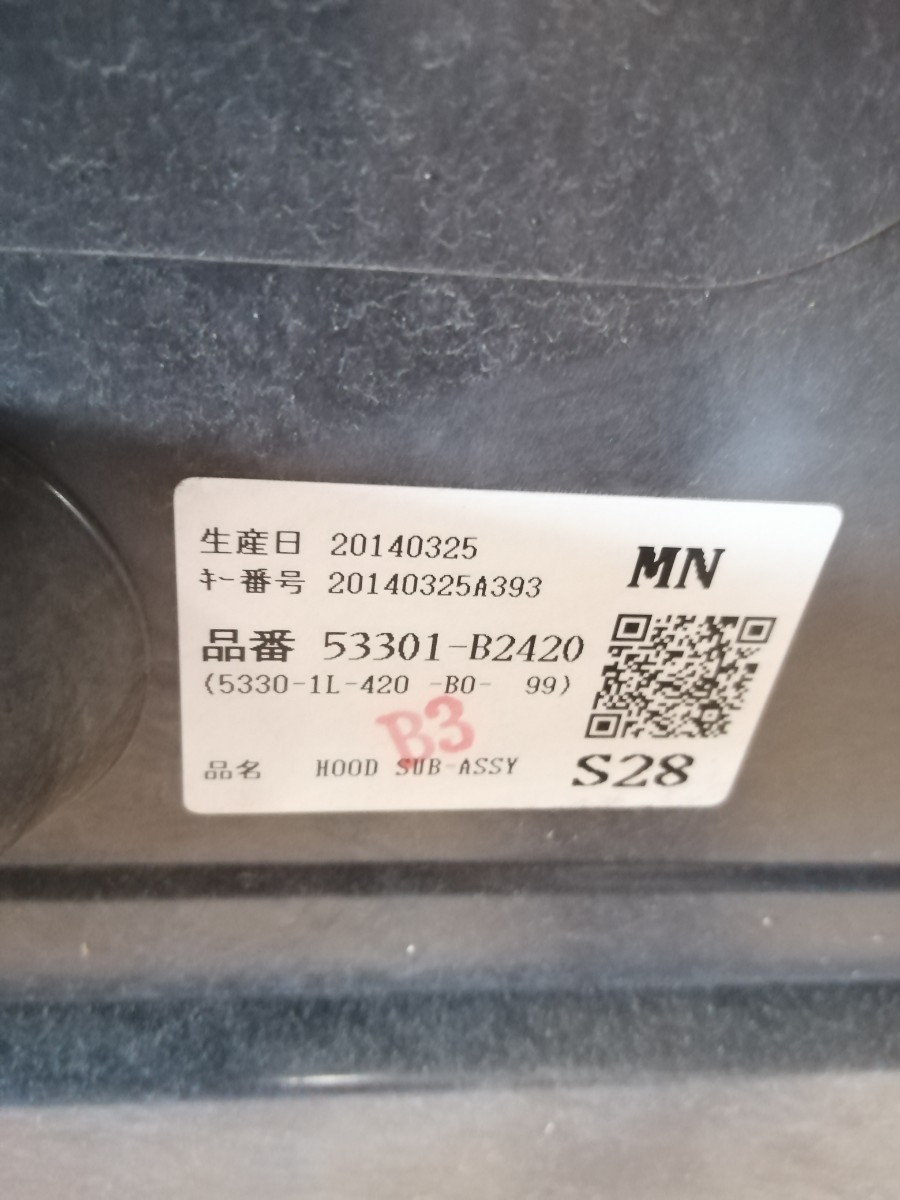 生産日 20140325
ｷｰ番号 20140325A393
MN
品番 53301-B2420
(5330-1L-420 -B0- 99)
B3
品名 HOOD SUB-ASSY
S28